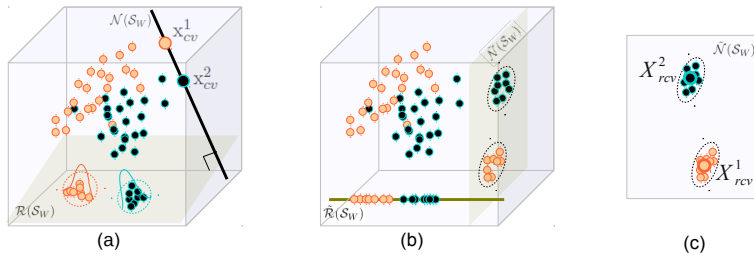 𝒩(𝒮_W)
x^1_{cv}
x^2_{cv}
ℛ(𝒮_W)
(a)
𝒩̃(𝒮_W)
ℛ̃(𝒮_W)
(b)
𝒩̃(𝒮_W)
X^2_{rcv}
X^1_{rcv}
(c)